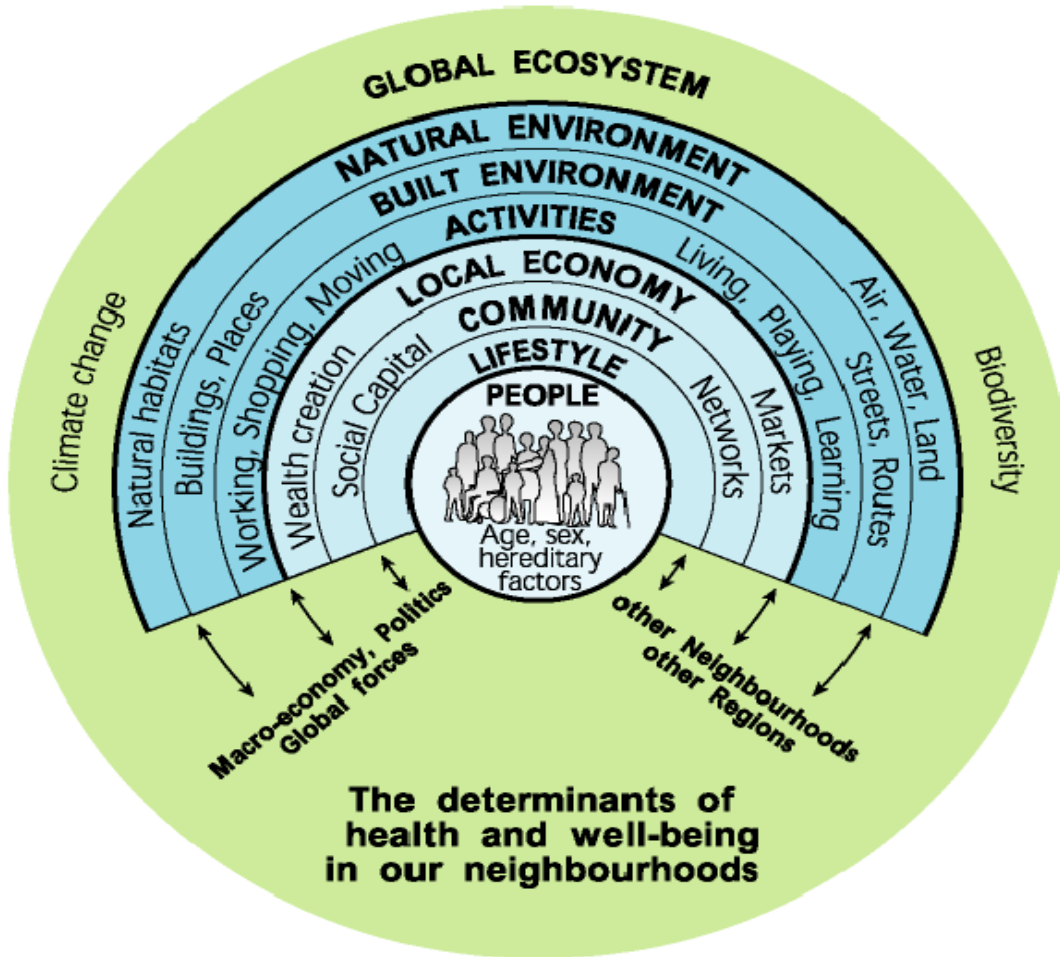 GLOBAL ECOSYSTEM
NATURAL ENVIRONMENT
BUILT ENVIRONMENT
ACTIVITIES
LOCAL ECONOMY
COMMUNITY
LIFESTYLE
PEOPLE
Age, sex,
hereditary
factors
Climate change
Natural habitats
Buildings, Places
Working, Shopping, Moving
Wealth creation
Social Capital
Networks
Markets
Living, Playing, Learning
Streets, Routes
Air, Water, Land
Biodiversity
Macro-economy, Politics
Global forces
other Neighbourhoods
other Regions
The determinants of
health and well-being
in our neighbourhoods